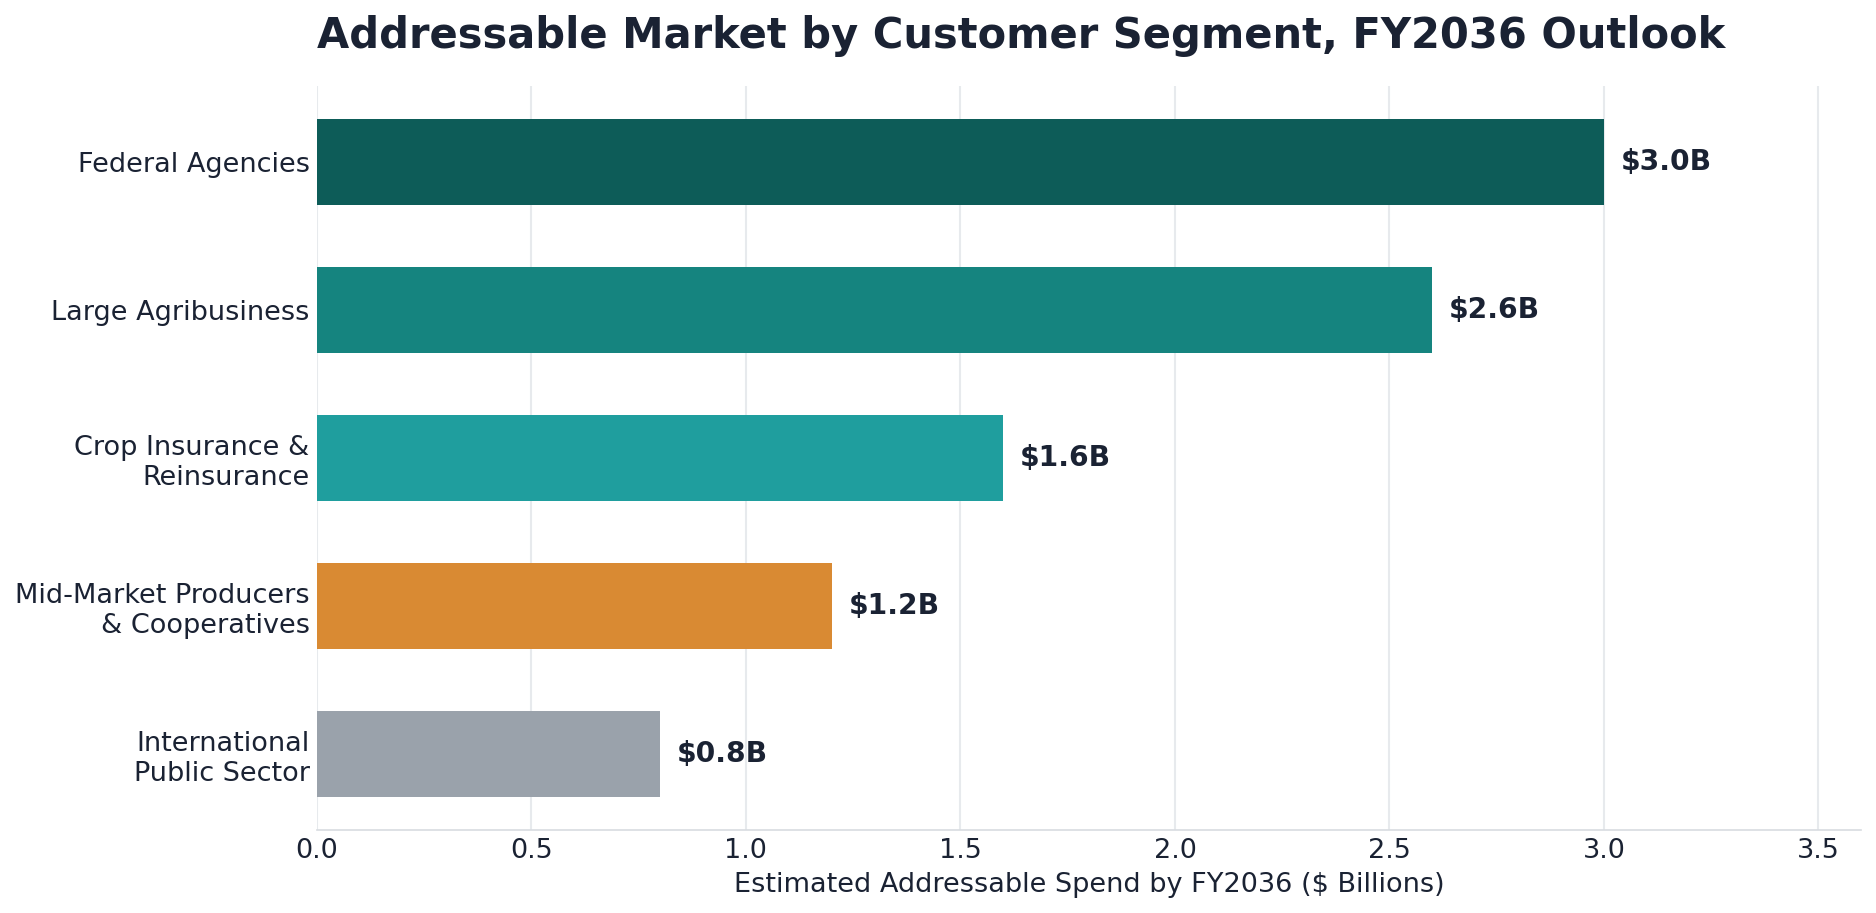 Addressable Market by Customer Segment, FY2036 Outlook
Federal Agencies
$3.0B
Large Agribusiness
$2.6B
Crop Insurance &
Reinsurance
$1.6B
Mid-Market Producers
& Cooperatives
$1.2B
International
Public Sector
$0.8B
0.0 0.5 1.0 1.5 2.0 2.5 3.0 3.5
Estimated Addressable Spend by FY2036 ($ Billions)